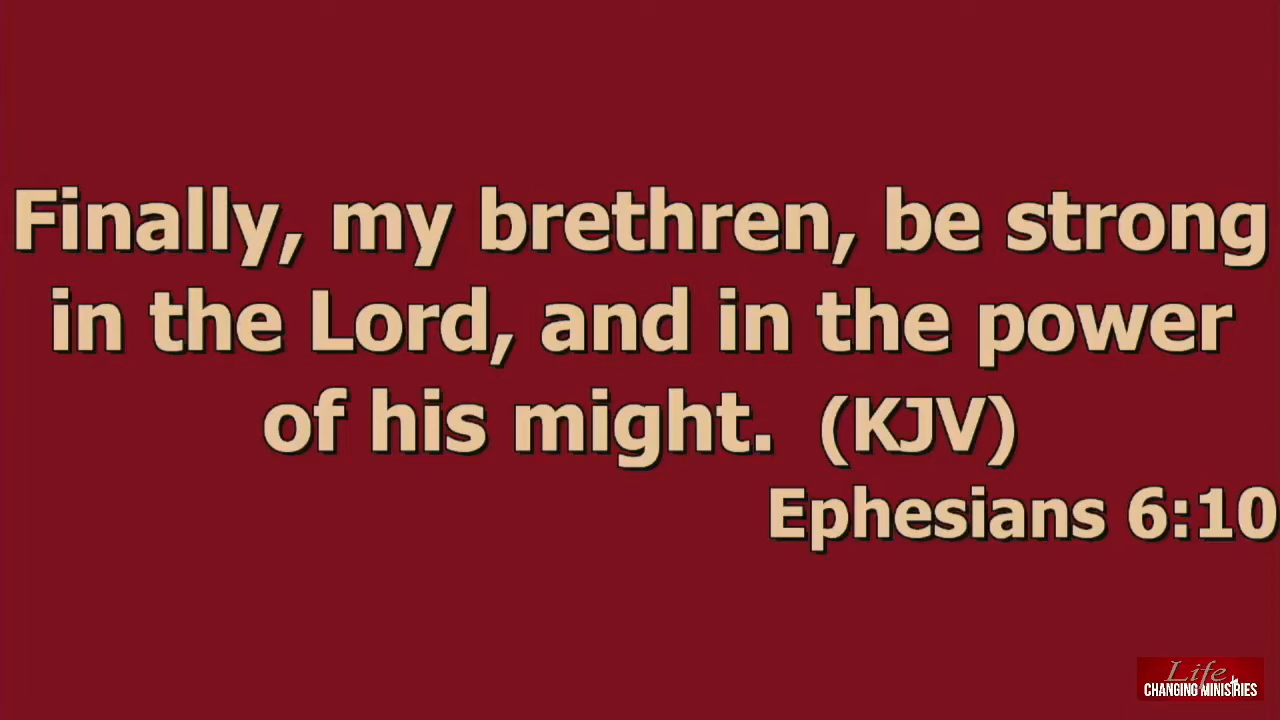 Finally, my brethren, be strong
in the Lord, and in the power
of his might.  (KJV)
Ephesians 6:10
Life
CHANGING MINISTRIES